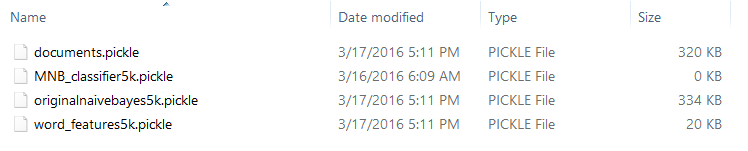 Name Date modified Type Size
documents.pickle 3/17/2016 5:11 PM PICKLE File 320 KB
MNB_classifier5k.pickle 3/16/2016 6:09 AM PICKLE File 0 KB
originalnaivebayes5k.pickle 3/17/2016 5:11 PM PICKLE File 334 KB
word_features5k.pickle 3/17/2016 5:11 PM PICKLE File 20 KB